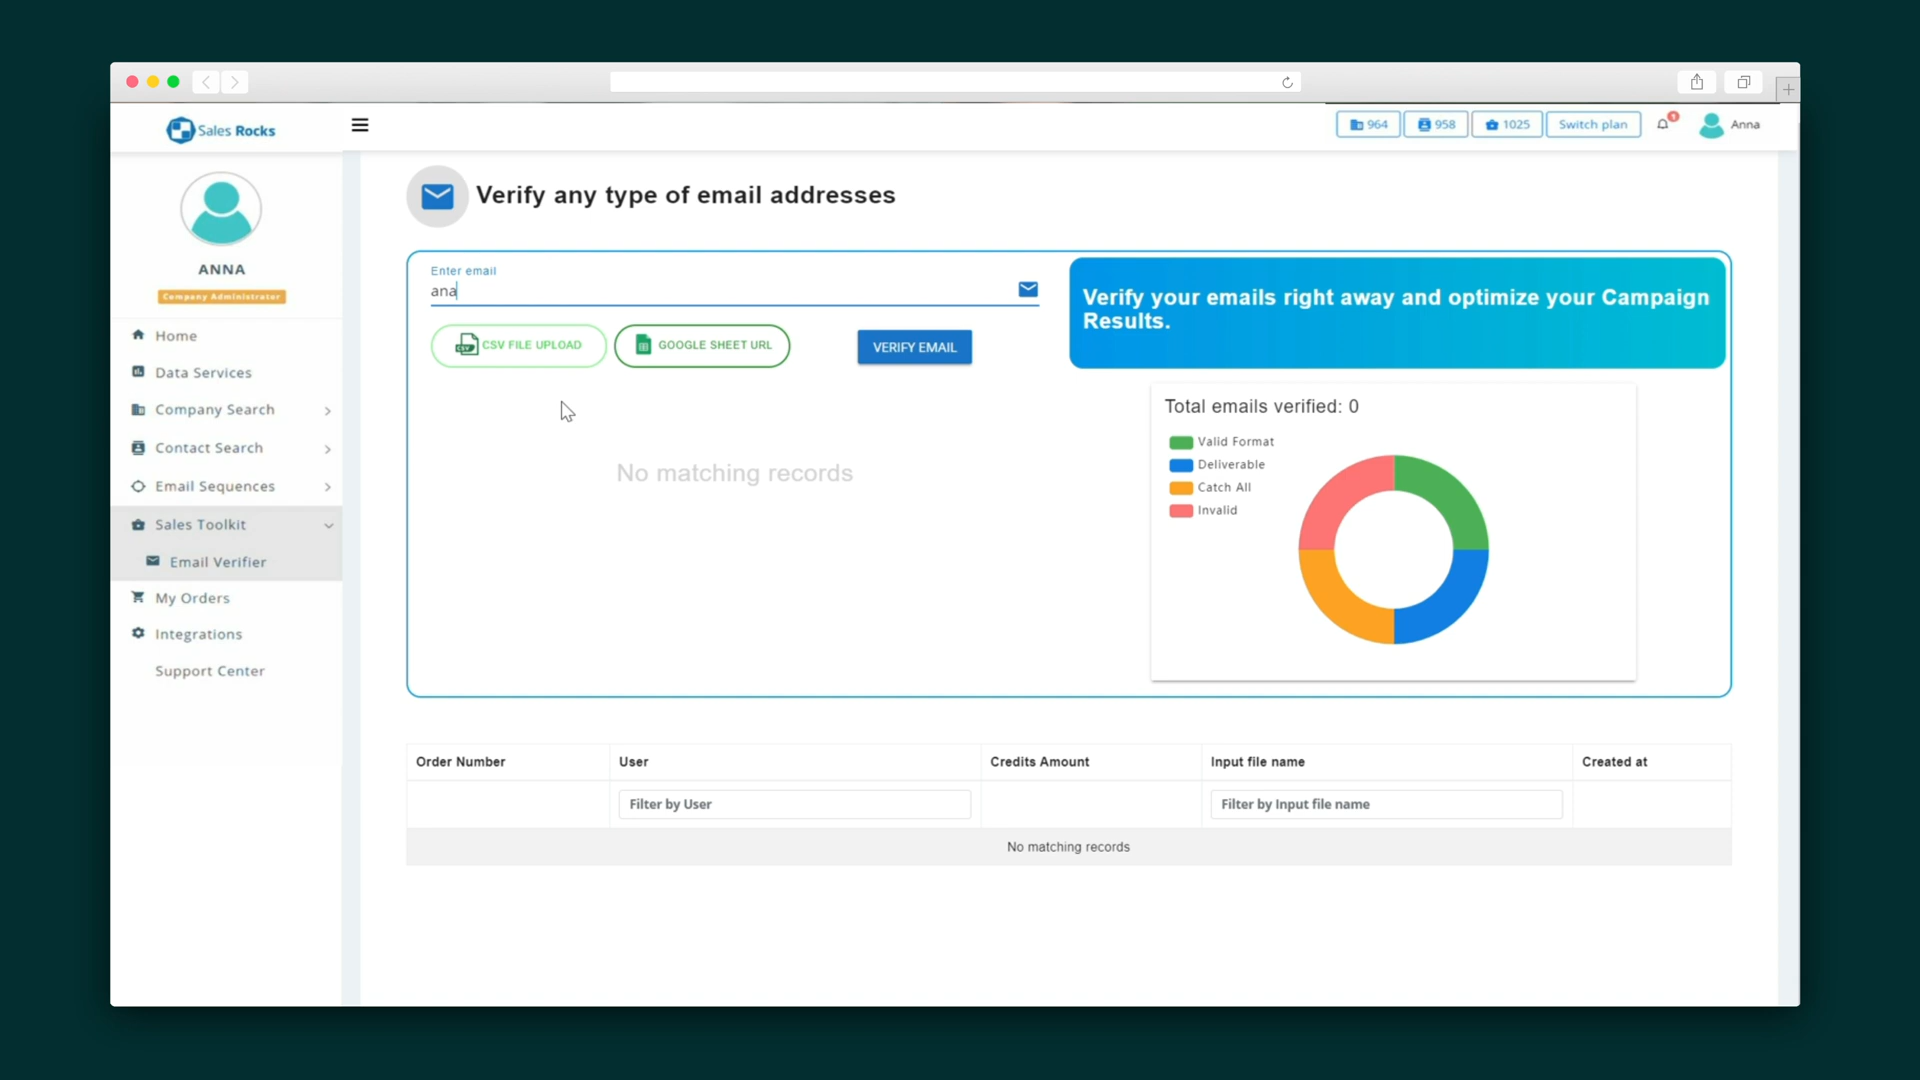 Sales Rocks
964
958
1025
Switch plan
1
Anna
ANNA
Company Administrator
Home
Data Services
Company Search
Contact Search
Email Sequences
Sales Toolkit
Email Verifier
My Orders
Integrations
Support Center
Verify any type of email addresses
Enter email
ana
CSV
CSV FILE UPLOAD
GOOGLE SHEET URL
VERIFY EMAIL
No matching records
Verify your emails right away and optimize your Campaign
Results.
Total emails verified: 0
Valid Format
Deliverable
Catch All
Invalid
Order Number
User
Credits Amount
Input file name
Created at
Filter by User
Filter by Input file name
No matching records